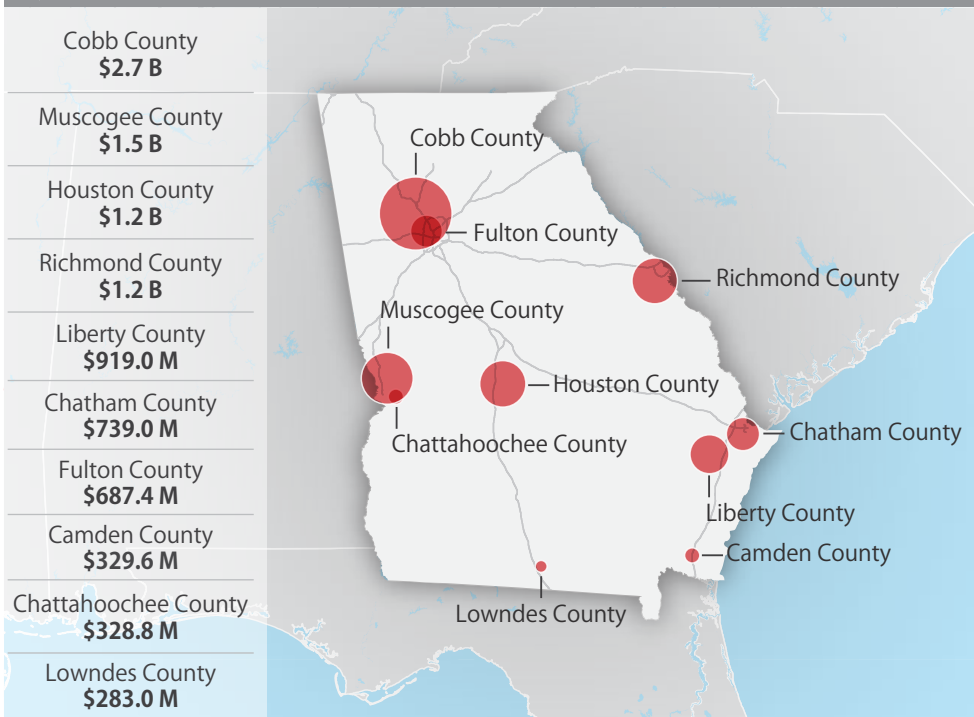 Cobb County
$2.7 B
Muscogee County
$1.5 B
Houston County
$1.2 B
Richmond County
$1.2 B
Liberty County
$919.0 M
Chatham County
$739.0 M
Fulton County
$687.4 M
Camden County
$329.6 M
Chattahoochee County
$328.8 M
Lowndes County
$283.0 M
Cobb County
Fulton County
Richmond County
Muscogee County
Houston County
Chattahoochee County
Chatham County
Liberty County
Camden County
Lowndes County